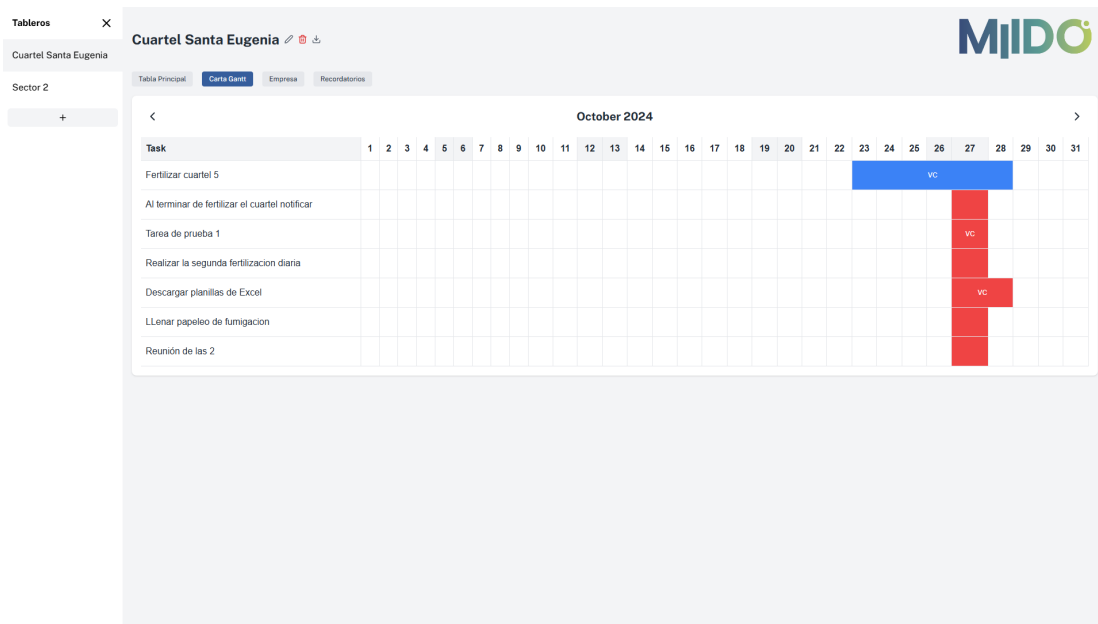 Tableros
Cuartel Santa Eugenia
Sector 2
+
Cuartel Santa Eugenia
MIIDO
Tabla Principal Carta Gantt Empresa Recordatorios
October 2024
Task 1 2 3 4 5 6 7 8 9 10 11 12 13 14 15 16 17 18 19 20 21 22 23 24 25 26 27 28 29 30 31
Fertilizar cuartel 5 VC
Al terminar de fertilizar el cuartel notificar
Tarea de prueba 1 VC
Realizar la segunda fertilizacion diaria
Descargar planillas de Excel VC
LLenar papeleo de fumigacion
Reunión de las 2